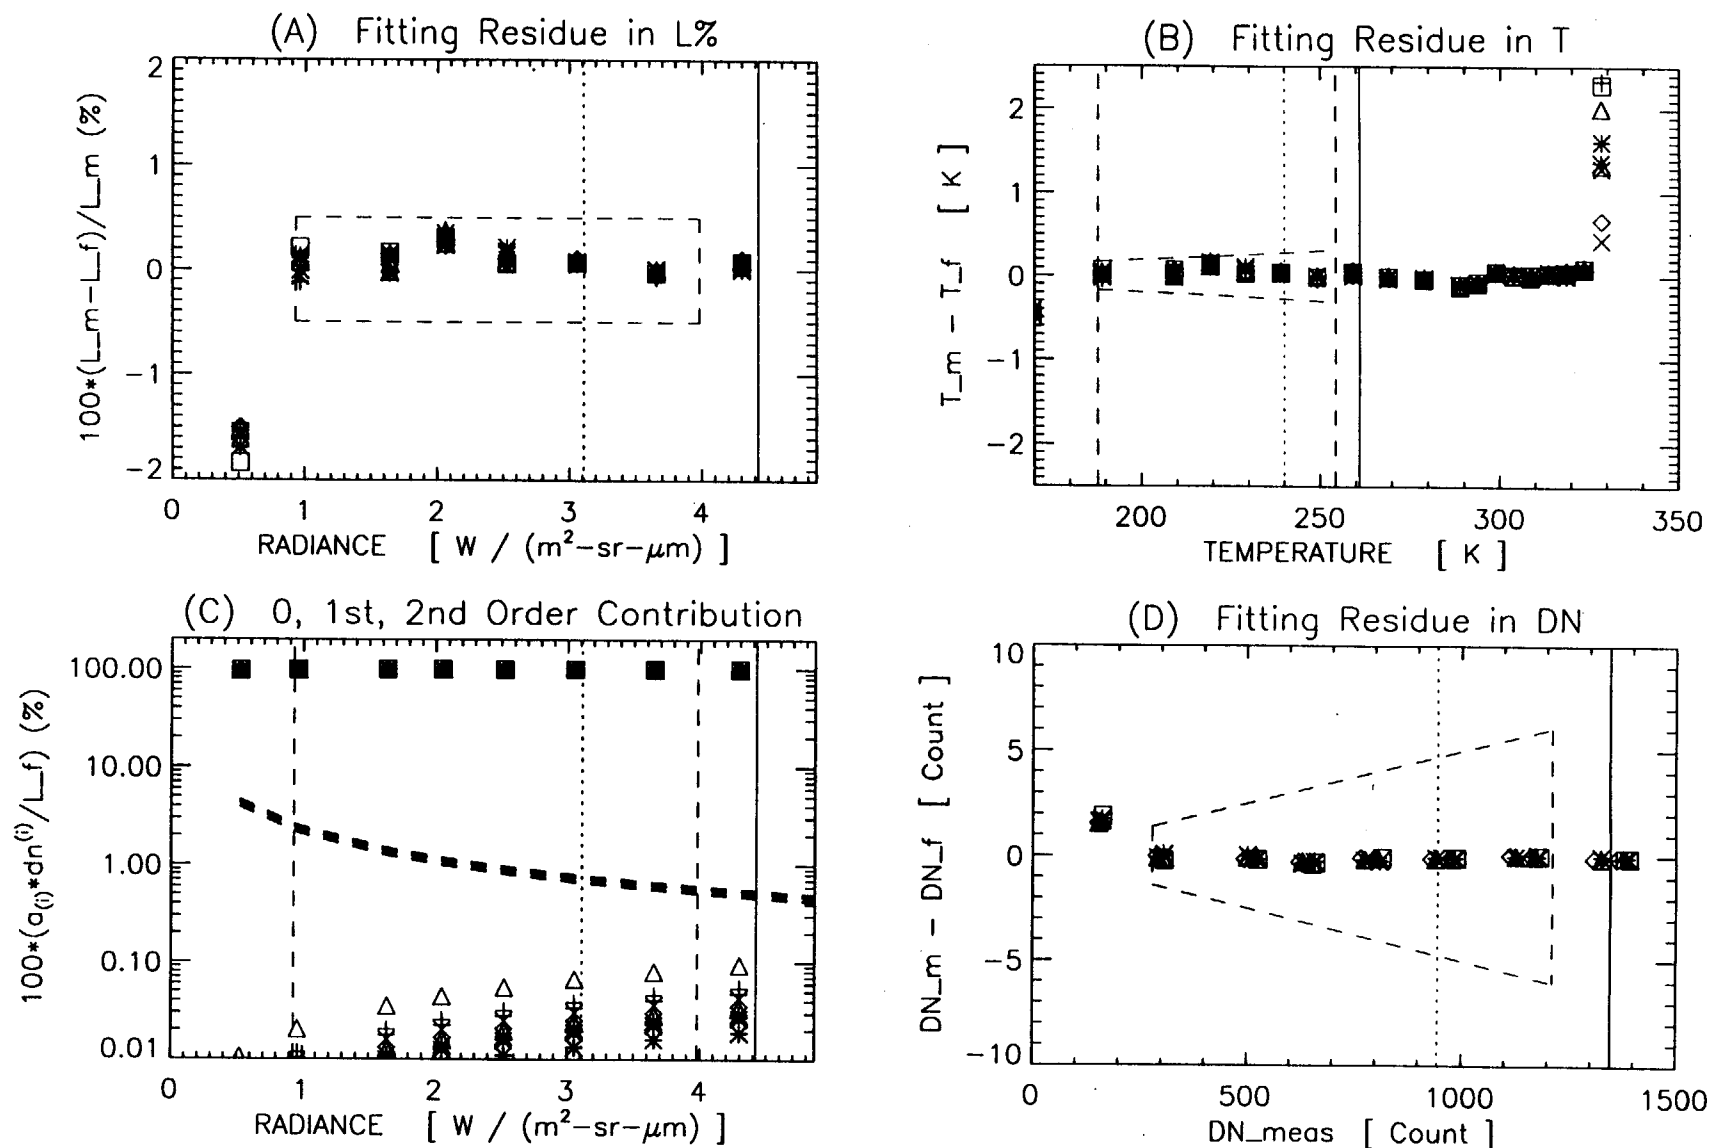 (A) Fitting Residue in L%
100*(L_m-L_f)/L_m (%)
2
1
0
-1
-2
0 1 2 3 4
RADIANCE [ W / (m²-sr-μm) ]
(B) Fitting Residue in T
T_m - T_f [ K ]
2
1
0
-1
-2
200 250 300 350
TEMPERATURE [ K ]
(C) 0, 1st, 2nd Order Contribution
100*(a(i)*dn(i)/L_f) (%)
100.00
10.00
1.00
0.10
0.01
0 1 2 3 4
RADIANCE [ W / (m²-sr-μm) ]
(D) Fitting Residue in DN
DN_m - DN_f [ Count ]
10
5
0
-5
-10
0 500 1000 1500
DN_meas [ Count ]